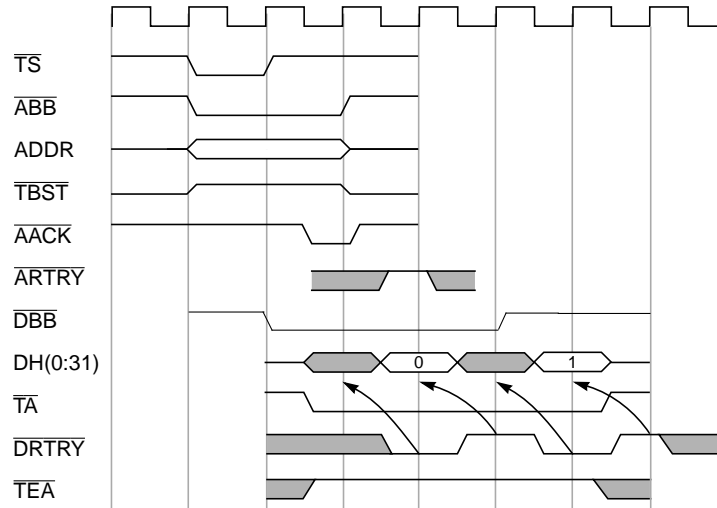 TS
ABB
ADDR
TBST
AACK
ARTRY
DBB
DH(0:31) 0 1
TA
DRTRY
TEA